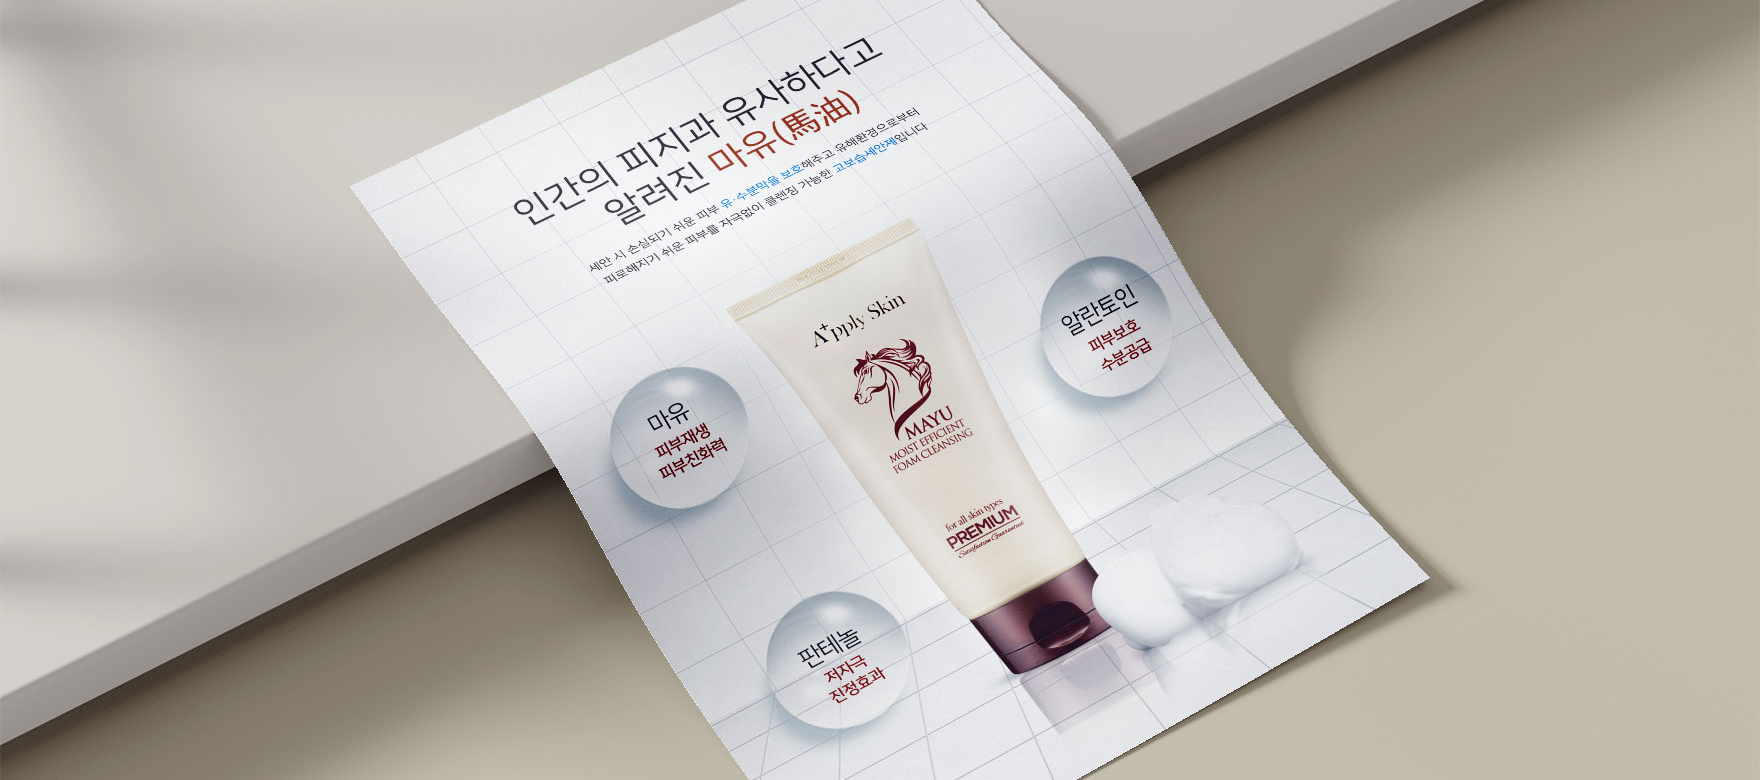 인간의 피지과 유사하다고
알려진 마유(馬油)
세안 시 손실되기 쉬운 피부 유·수분막을 보호해주고 유해환경으로부터
피로해지기 쉬운 피부를 자극없이 클렌징 가능한 고보습세안제입니다
A+pply Skin
MAYU
MOIST EFFICIENT
FOAM CLEANSING
for all skin types
PREMIUM
Satisfaction Guaranteed
알란토인
피부보호
수분공급
마유
피부재생
피부친화력
판테놀
저자극
진정효과